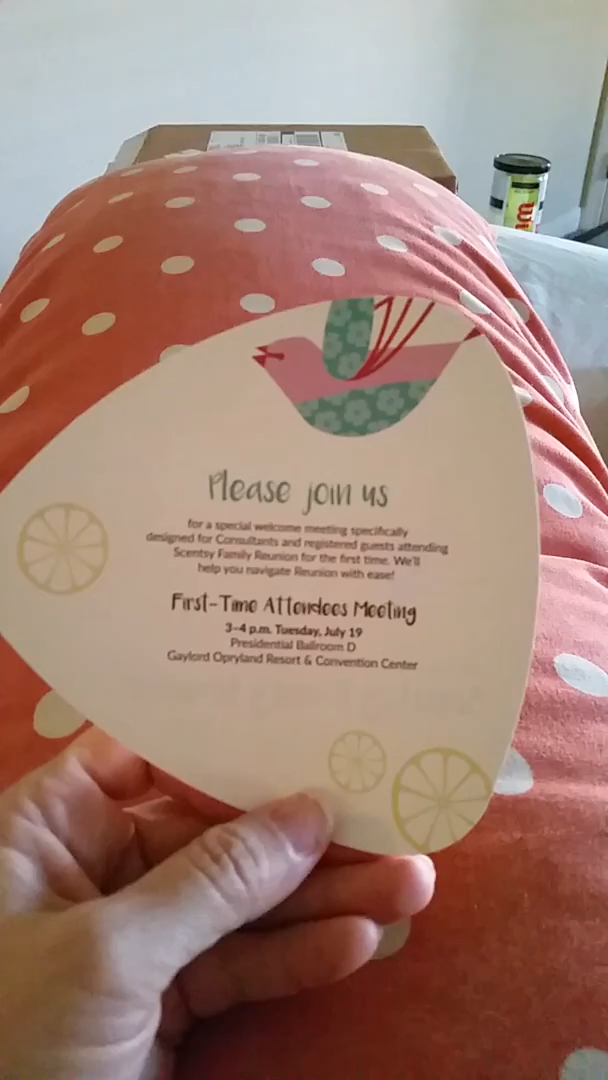 Please join us
for a special welcome meeting specifically
designed for Consultants and registered guests attending
Scentsy Family Reunion for the first time. We'll
help you navigate Reunion with ease!
First-Time Attendees Meeting
3-4 p.m. Tuesday, July 19
Presidential Ballroom D
Gaylord Opryland Resort & Convention Center